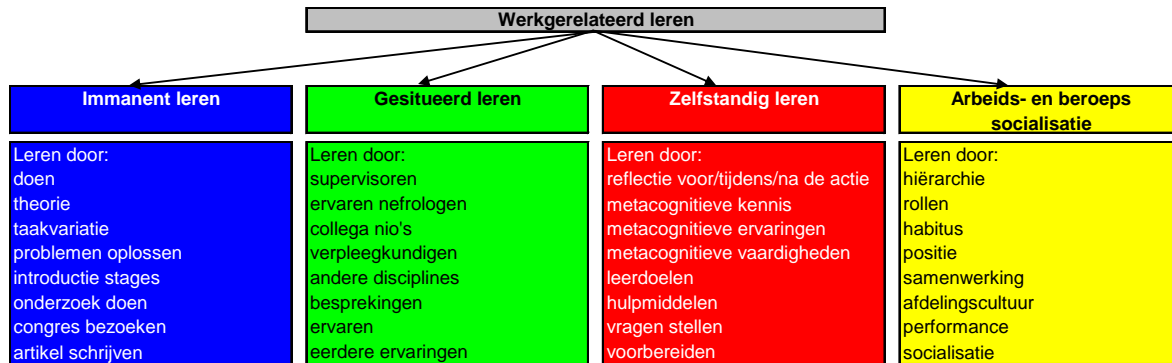 Werkgerelateerd leren
Immanent leren
Leren door:
doen
theorie
taakvariatie
problemen oplossen
introductie stages
onderzoek doen
congres bezoeken
artikel schrijven
Gesitueerd leren
Leren door:
supervisoren
ervaren nefrologen
collega nio's
verpleegkundigen
andere disciplines
besprekingen
ervaren
eerdere ervaringen
Zelfstandig leren
Leren door:
reflectie voor/tijdens/na de actie
metacognitieve kennis
metacognitieve ervaringen
metacognitieve vaardigheden
leerdoelen
hulpmiddelen
vragen stellen
voorbereiden
Arbeids- en beroeps
socialisatie
Leren door:
hiërarchie
rollen
habitus
positie
samenwerking
afdelingscultuur
performance
socialisatie